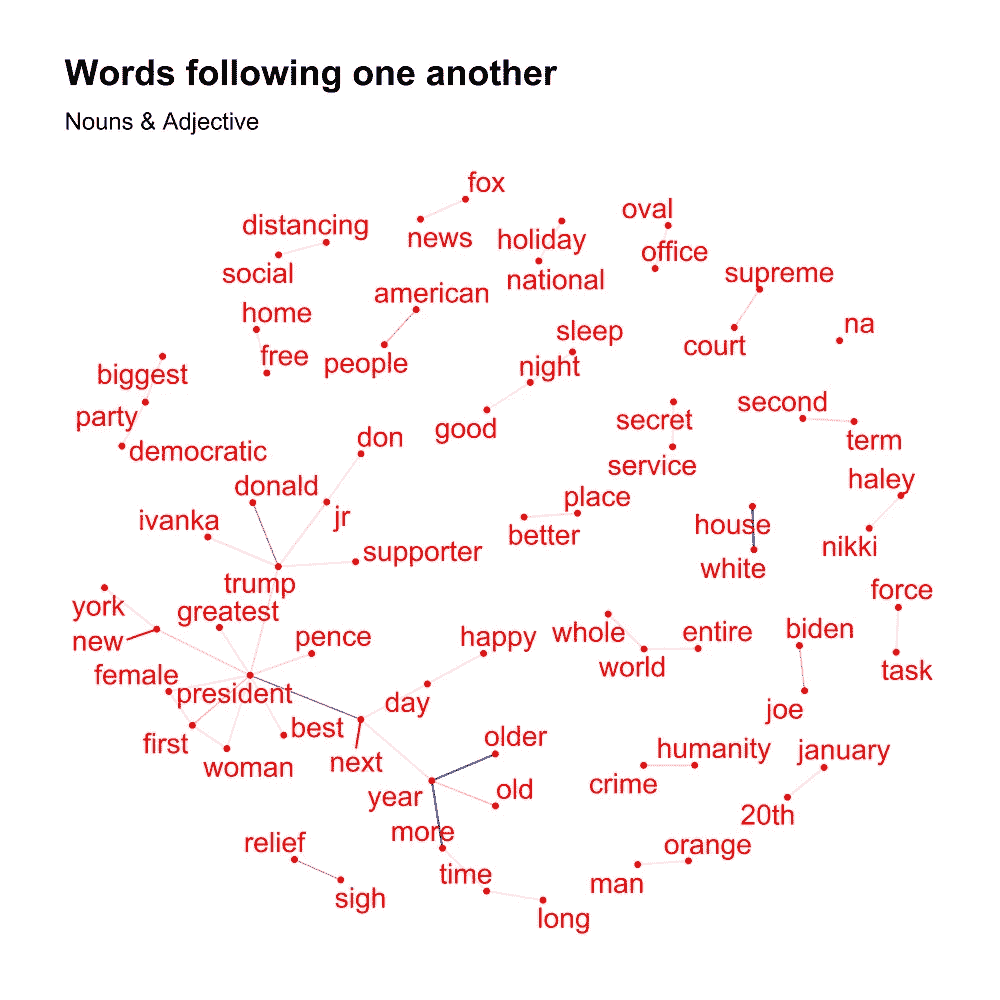 Words following one another
Nouns & Adjective
fox
oval
distancing
news
holiday
office
social
national
supreme
american
home
na
sleep
court
free
people
night
biggest
second
party
secret
good
term
don
democratic
service
haley
donald
place
jr
ivanka
house
better
nikki
supporter
white
trump
force
york
greatest
biden
whole
entire
new
pence
happy
world
task
female
president
day
joe
best
older
first
humanity
january
next
woman
crime
old
year
20th
more
relief
orange
time
man
sigh
long